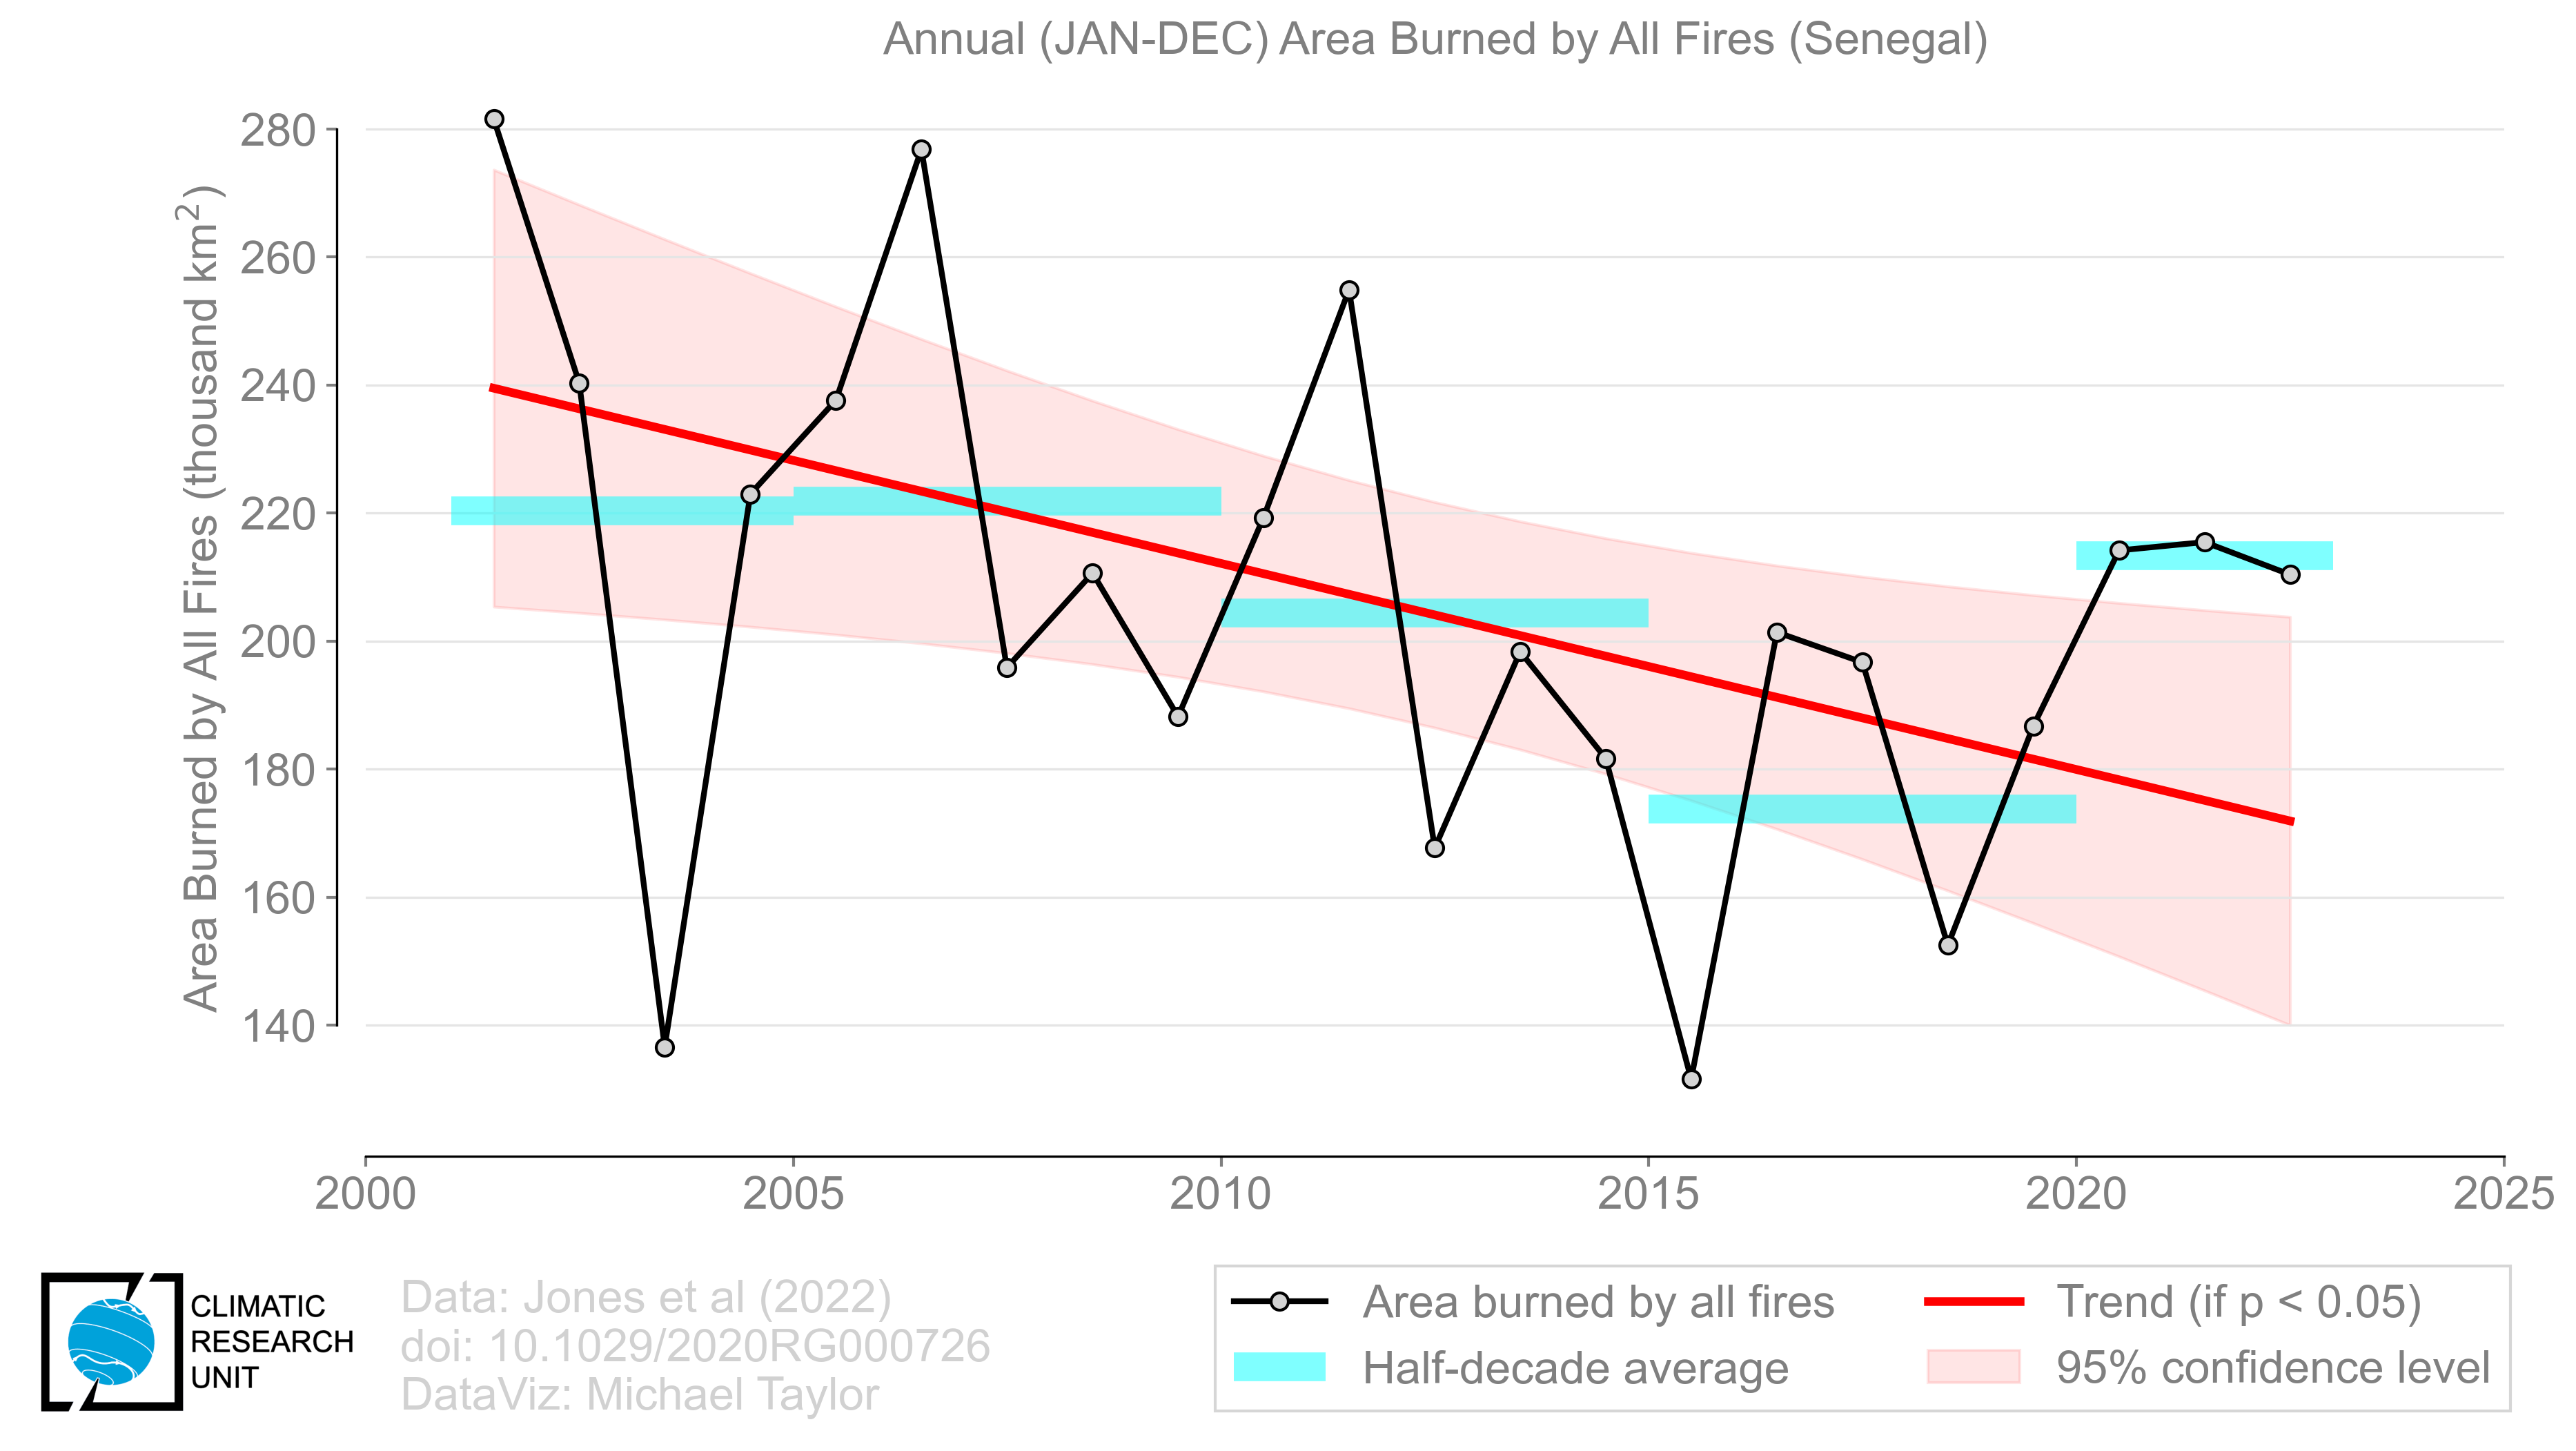 Annual (JAN-DEC) Area Burned by All Fires (Senegal)
Area Burned by All Fires (thousand km²)
280
260
240
220
200
180
160
140
2000 2005 2010 2015 2020 2025
CLIMATIC
RESEARCH
UNIT
Data: Jones et al (2022)
doi: 10.1029/2020RG000726
DataViz: Michael Taylor
Area burned by all fires
Half-decade average
Trend (if p < 0.05)
95% confidence level